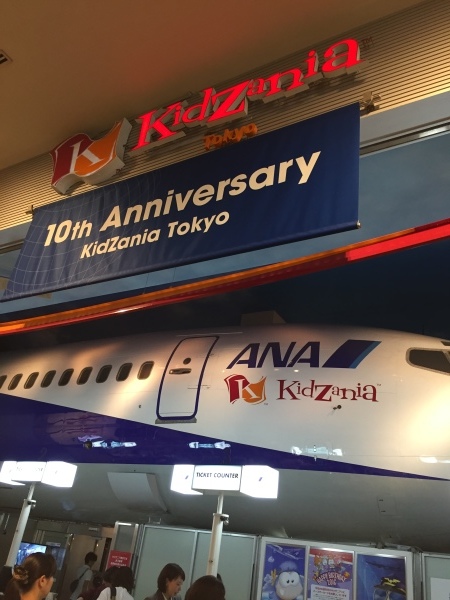 KidZania
Tokyo
10th Anniversary
KidZania Tokyo
ANA
KidZania
TICKET COUNTER